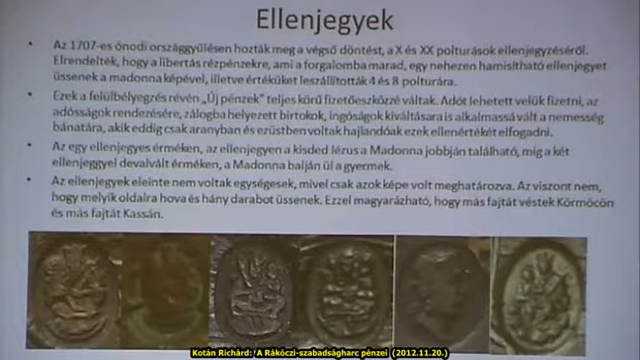 Ellenjegyek
• Az 1707-es ónodi országgyűlésen hozták meg a végső döntést, a X és XX polturások ellenjegyzéséről.
Elrendelték, hogy a libertás rézpénzekre, ami a forgalomba marad, egy nehezen hamisítható ellenjegyet
üssenek a madonna képével, illetve értéküket leszállították 4 és 8 polturára.
• Ezek a felülbélyegzés révén „Új pénzek" teljes körű fizetőeszközzé váltak. Adót lehetett velük fizetni, az
adósságok rendezésére, zálogba helyezett birtokok, ingóságok kiváltására is alkalmassá vált a nemesség
bánatára, akik eddig csak aranyban és ezüstben voltak hajlandóak ezek ellenértékét elfogadni.
• Az egy ellenjegyes érméken, az ellenjegyen a kisded Jézus a Madonna jobbján található, míg a két
ellenjeggyel devalvált érméken, a Madonna balján ül a gyermek.
• Az ellenjegyek eleinte nem voltak egységesek, mivel csak azok képe volt meghatározva. Az viszont nem,
hogy melyik oldalra hova és hány darabot üssenek. Ezzel magyarázható, hogy más fajtát véstek Körmöcön
és más fajtát Kassán.
Kotán Richárd: A Rákóczi-szabadságharc pénzei (2012.11.20.)